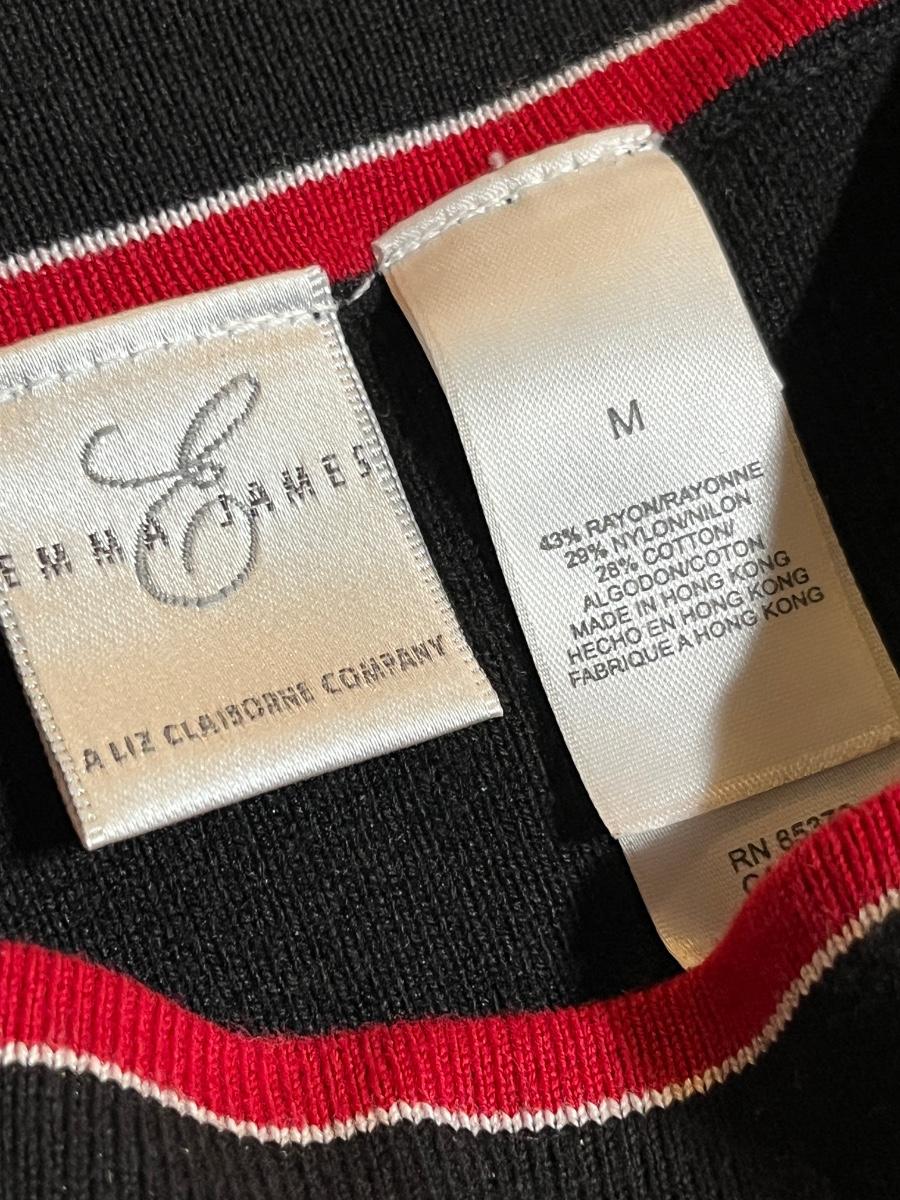 EMMA JAMES
A LIZ CLAIBORNE COMPANY
M
43% RAYON/RAYONNE
29% NYLON/NILON
28% COTTON/
ALGODON/COTON
MADE IN HONG KONG
HECHO EN HONG KONG
FABRIQUE A HONG KONG
RN